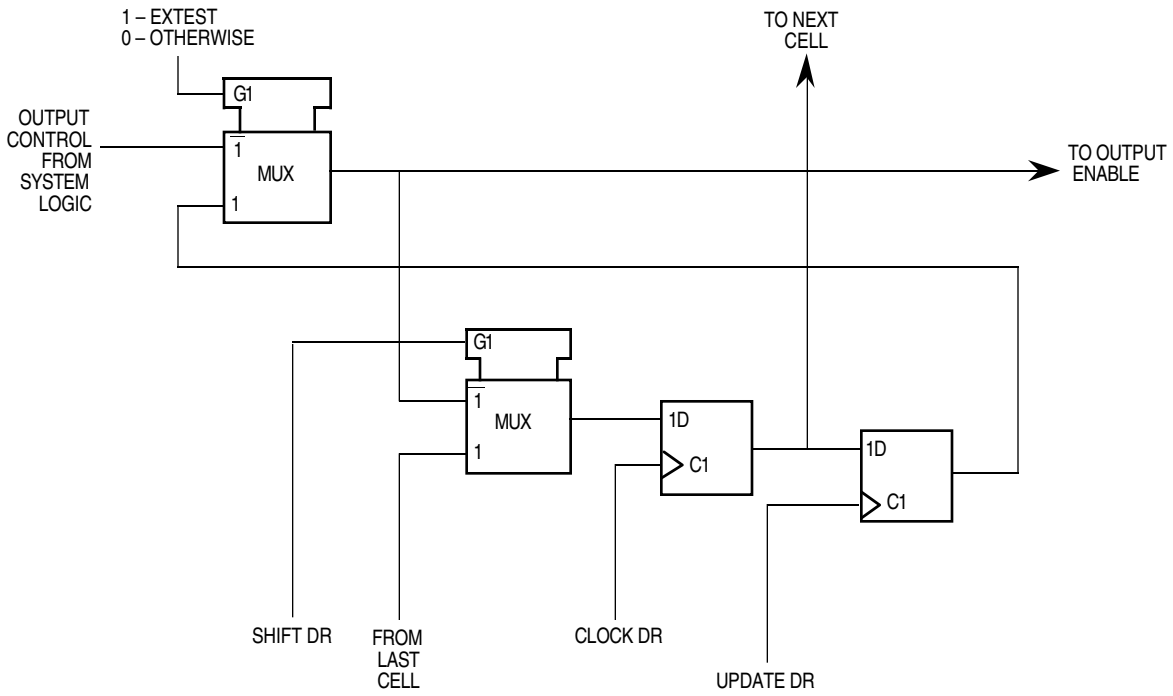 1 – EXTEST
0 – OTHERWISE
TO NEXT
CELL
G1
OUTPUT
CONTROL
FROM
SYSTEM
LOGIC
1
MUX
1
TO OUTPUT
ENABLE
G1
1
MUX
1
1D
C1
1D
C1
SHIFT DR
FROM
LAST
CELL
CLOCK DR
UPDATE DR